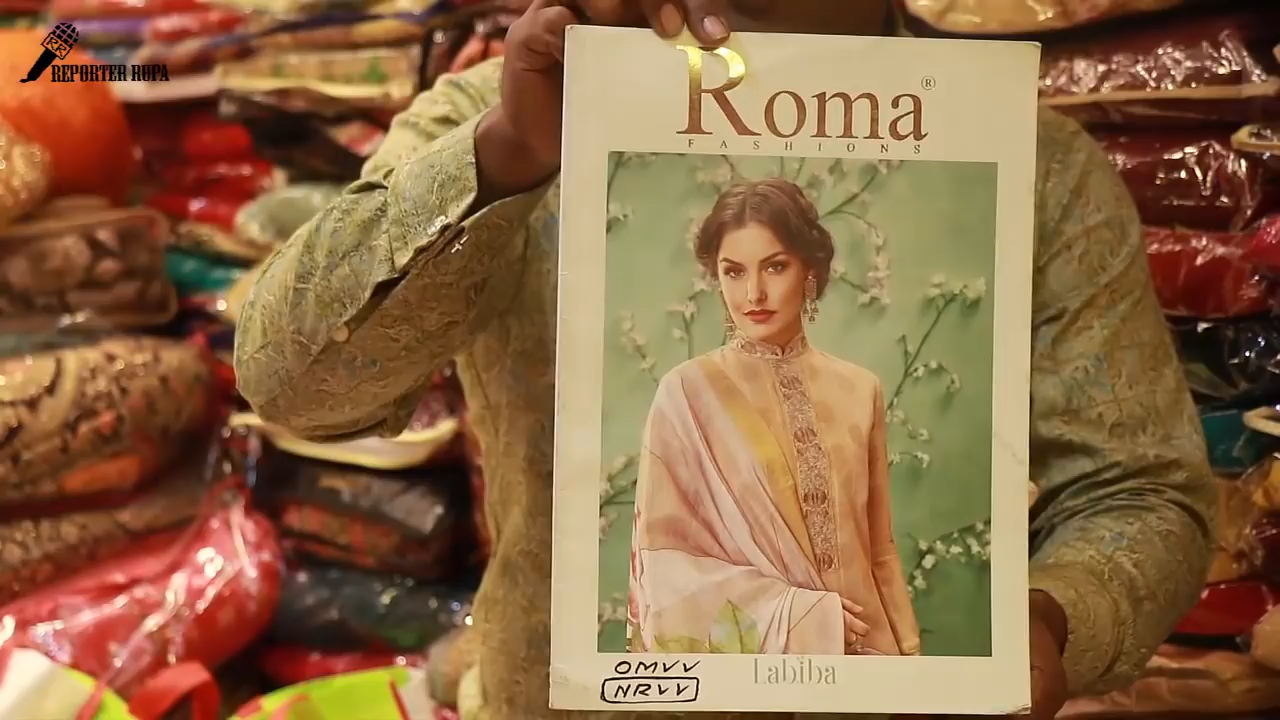 REPORTER RUPA
Roma®
FASHIONS
OMVV
NRVV
Labiba